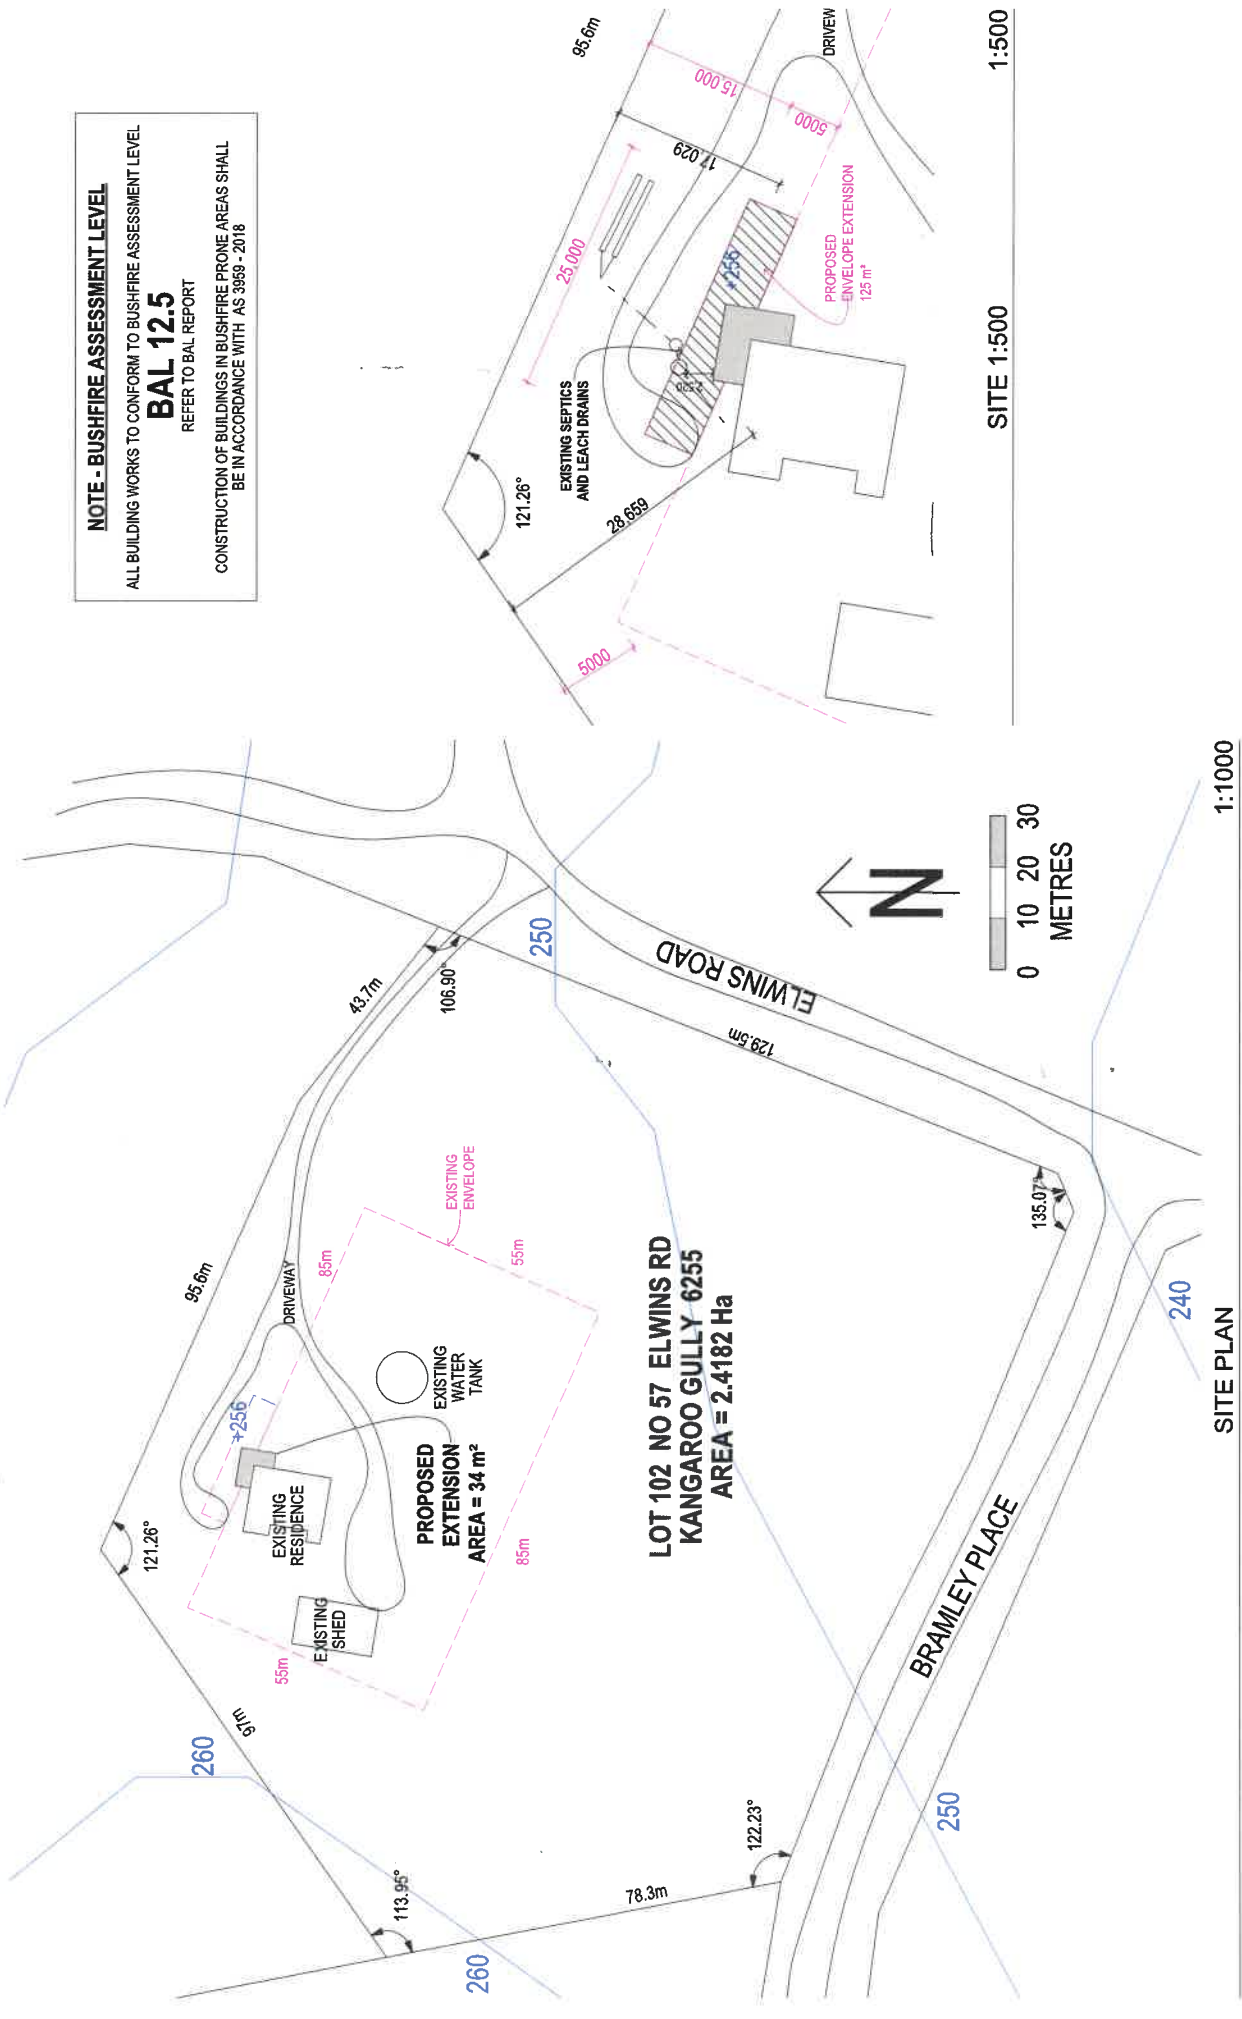 NOTE - BUSHFIRE ASSESSMENT LEVEL
ALL BUILDING WORKS TO CONFORM TO BUSHFIRE ASSESSMENT LEVEL
BAL 12.5
REFER TO BAL REPORT
CONSTRUCTION OF BUILDINGS IN BUSHFIRE PRONE AREAS SHALL
BE IN ACCORDANCE WITH AS 3959 - 2018
95.6m
15.000
5000
DRIVEW
17.029
25.000
+256
PROPOSED
ENVELOPE EXTENSION
125 m²
EXISTING SEPTICS
AND LEACH DRAINS
121.26°
28.659
5000
SITE 1:500
1:500
260
97m
121.26°
95.6m
43.7m
106.90°
250
DRIVEWAY
+256
85m
EXISTING
ENVELOPE
55m
EXISTING
RESIDENCE
EXISTING
WATER
TANK
PROPOSED
EXTENSION
AREA = 34 m²
EXISTING
SHED
55m
85m
ELWINS ROAD
129.5m
N
0 10 20 30
METRES
LOT 102 NO 57 ELWINS RD
KANGAROO GULLY 6255
AREA = 2.4182 Ha
135.07°
240
113.95°
260
78.3m
122.23°
BRAMLEY PLACE
250
SITE PLAN
1:1000